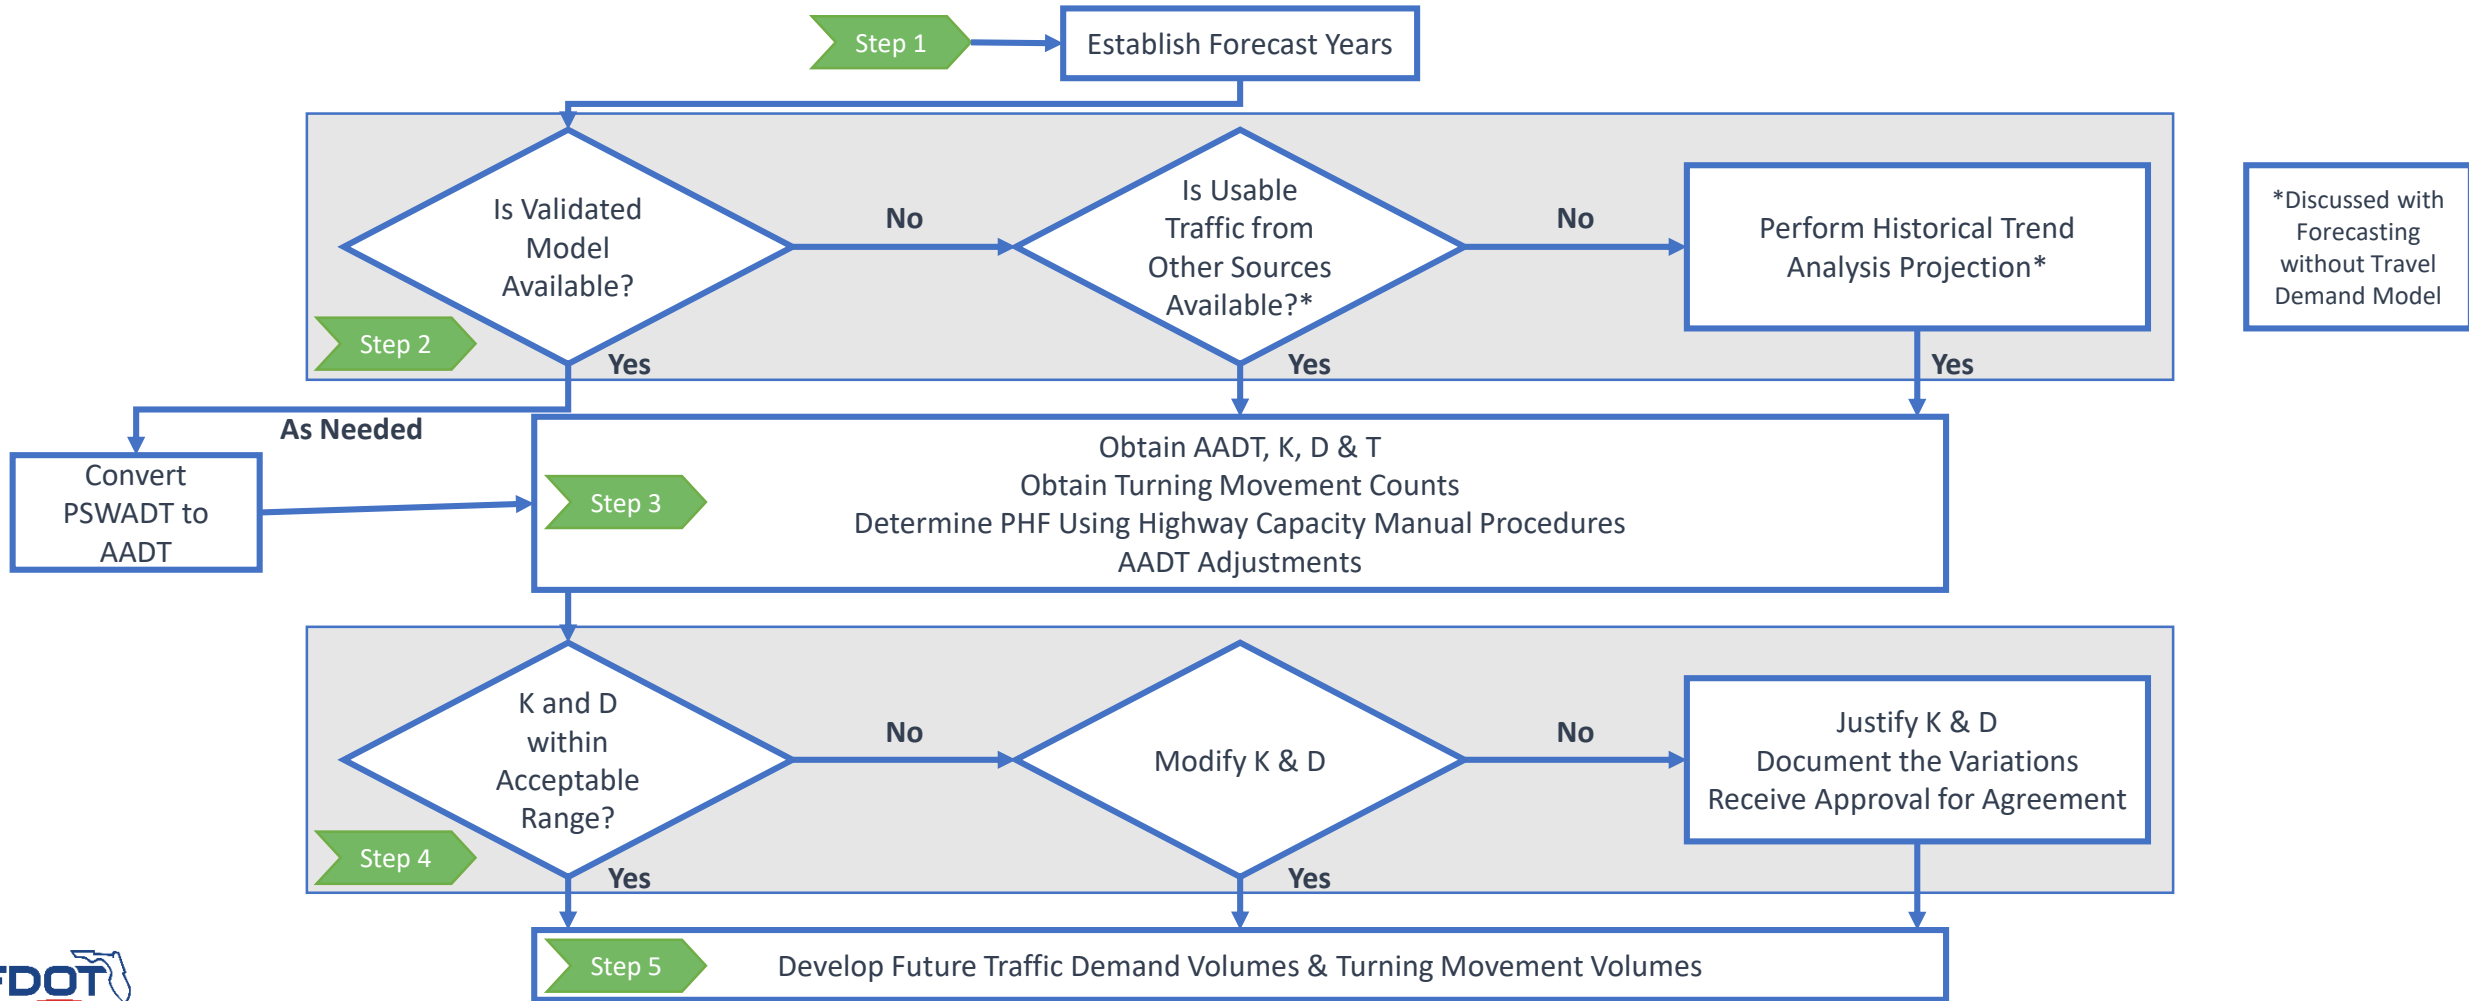 Step 1
Establish Forecast Years
Is Validated
Model
Available?
No
Is Usable
Traffic from
Other Sources
Available?*
No
Perform Historical Trend
Analysis Projection*
*Discussed with
Forecasting
without Travel
Demand Model
Step 2
Yes
Yes
Yes
As Needed
Convert
PSWADT to
AADT
Step 3
Obtain AADT, K, D & T
Obtain Turning Movement Counts
Determine PHF Using Highway Capacity Manual Procedures
AADT Adjustments
K and D
within
Acceptable
Range?
No
Modify K & D
No
Justify K & D
Document the Variations
Receive Approval for Agreement
Step 4
Yes
Yes
Step 5
Develop Future Traffic Demand Volumes & Turning Movement Volumes
FDOT